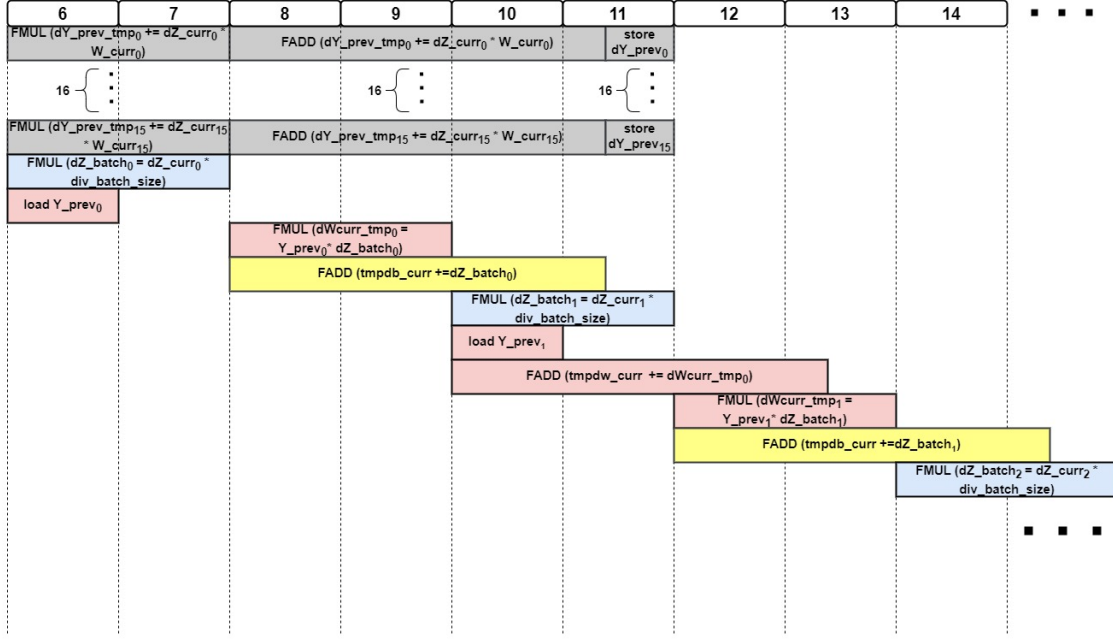 6 7 8 9 10 11 12 13 14
FMUL (dY_prev_tmp₀ += dZ_curr₀ *
W_curr₀)
FADD (dY_prev_tmp₀ += dZ_curr₀ * W_curr₀)
store
dY_prev₀
16 16 16
FMUL (dY_prev_tmp₁₅ += dZ_curr₁₅
* W_curr₁₅)
FADD (dY_prev_tmp₁₅ += dZ_curr₁₅ * W_curr₁₅)
store
dY_prev₁₅
FMUL (dZ_batch₀ = dZ_curr₀ *
div_batch_size)
load Y_prev₀
FMUL (dWcurr_tmp₀ =
Y_prev₀* dZ_batch₀)
FADD (tmpdb_curr +=dZ_batch₀)
FMUL (dZ_batch₁ = dZ_curr₁ *
div_batch_size)
load Y_prev₁
FADD (tmpdw_curr += dWcurr_tmp₀)
FMUL (dWcurr_tmp₁ =
Y_prev₁* dZ_batch₁)
FADD (tmpdb_curr +=dZ_batch₁)
FMUL (dZ_batch₂ = dZ_curr₂ *
div_batch_size)